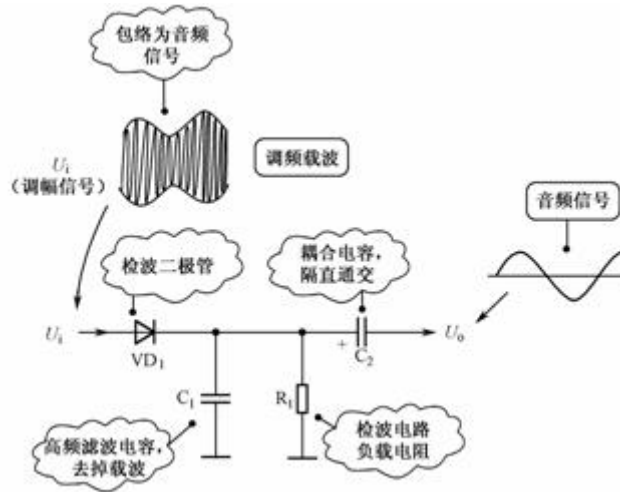 包络为音频
信号
Ui
（调幅信号）
调频载波
音频信号
检波二极管
耦合电容，
隔直通交
Ui
VD1
+
C2
Uo
C1
R1
高频滤波电容，
去掉载波
检波电路
负载电阻